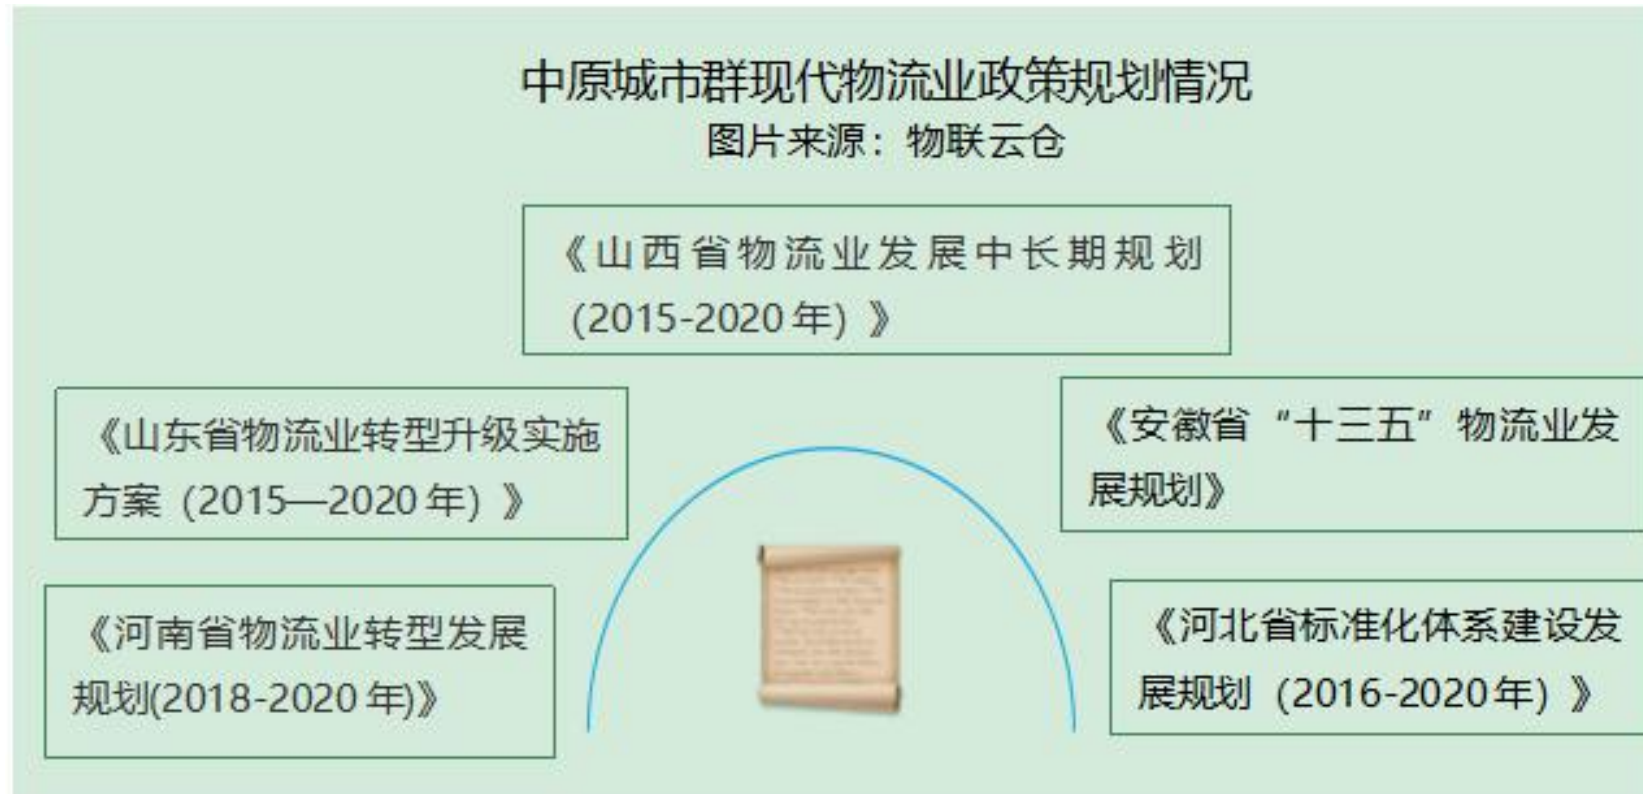 中原城市群现代物流业政策规划情况
图片来源：物联云仓
《山西省物流业发展中长期规划
(2015-2020年）》
《山东省物流业转型升级实施
方案（2015—2020年）》
《安徽省“十三五”物流业发
展规划》
《河南省物流业转型发展
规划(2018-2020年)》
《河北省标准化体系建设发
展规划（2016-2020年）》